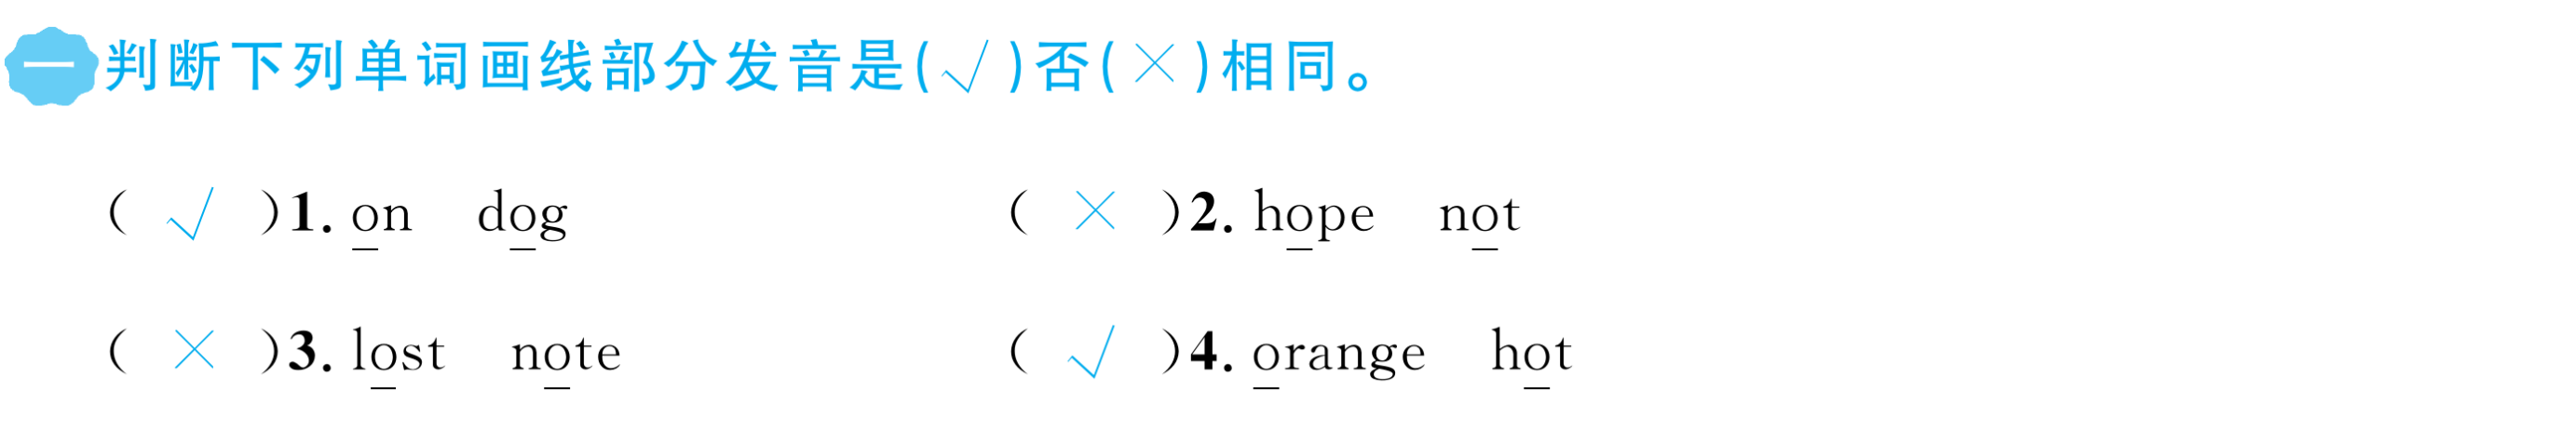 一 判断下列单词画线部分发音是(√)否(×)相同。
( √ )1. on dog ( × )2. hope not
( × )3. lost note ( √ )4. orange hot